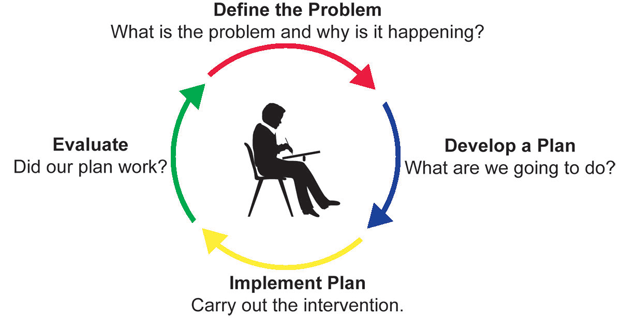 Define the Problem
What is the problem and why is it happening?
Evaluate
Did our plan work?
Develop a Plan
What are we going to do?
Implement Plan
Carry out the intervention.